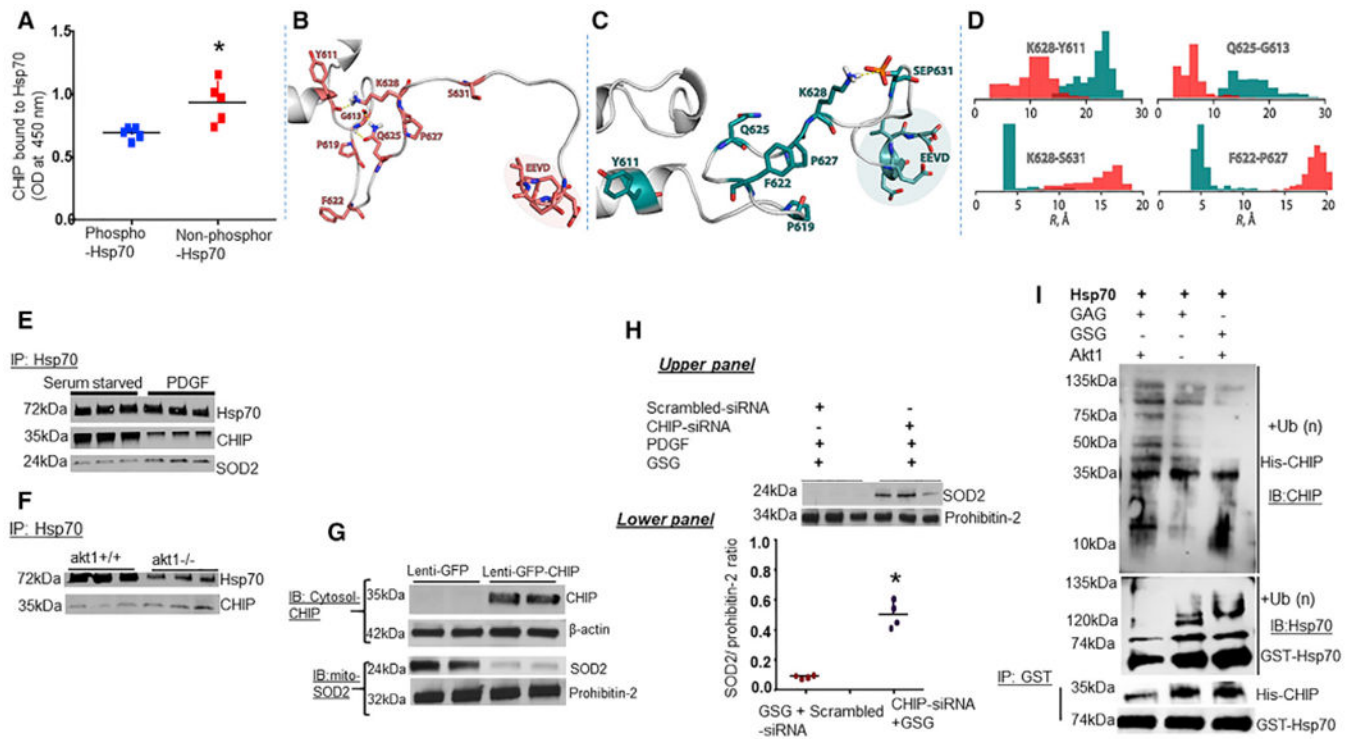 A
CHIP bound to Hsp70
(OD at 450 nm)
1.5
1.0
0.5
0.0
*
Phospho
-Hsp70
Non-phosphor
-Hsp70
B
Y611
K628
G613
S631
P619
Q625
P627
EEVD
F622
C
SEP631
K628
Q625
P627
Y611
F622
EEVD
P619
D
K628-Y611
Q625-G613
0 10 20
0 10 20 30
K628-S631
F622-P627
5 10 15
5 10 15 20
R, Å
R, Å
E
IP: Hsp70
Serum starved PDGF
72kDa Hsp70
35kDa CHIP
24kDa SOD2
F
IP: Hsp70
akt1+/+ akt1-/-
72kDa Hsp70
35kDa CHIP
G
Lenti-GFP Lenti-GFP-CHIP
IB: Cytosol-
CHIP
35kDa CHIP
42kDa β-actin
IB:mito-
SOD2
24kDa SOD2
32kDa Prohibitin-2
H
Upper panel
Scrambled-siRNA + -
CHIP-siRNA - +
PDGF + +
GSG + +
24kDa SOD2
34kDa Prohibitin-2
Lower panel
SOD2/ prohibitin-2 ratio
1.0
0.8
0.6
0.4
0.2
0.0
*
GSG + Scrambled
-siRNA
CHIP-siRNA
+GSG
I
Hsp70 + + +
GAG + + -
GSG - - +
Akt1 + - +
135kDa
75kDa
50kDa
35kDa
10kDa
+Ub (n)
His-CHIP
IB:CHIP
135kDa
120kDa
74kDa
+Ub (n)
IB:Hsp70
GST-Hsp70
IP: GST
35kDa His-CHIP
74kDa GST-Hsp70